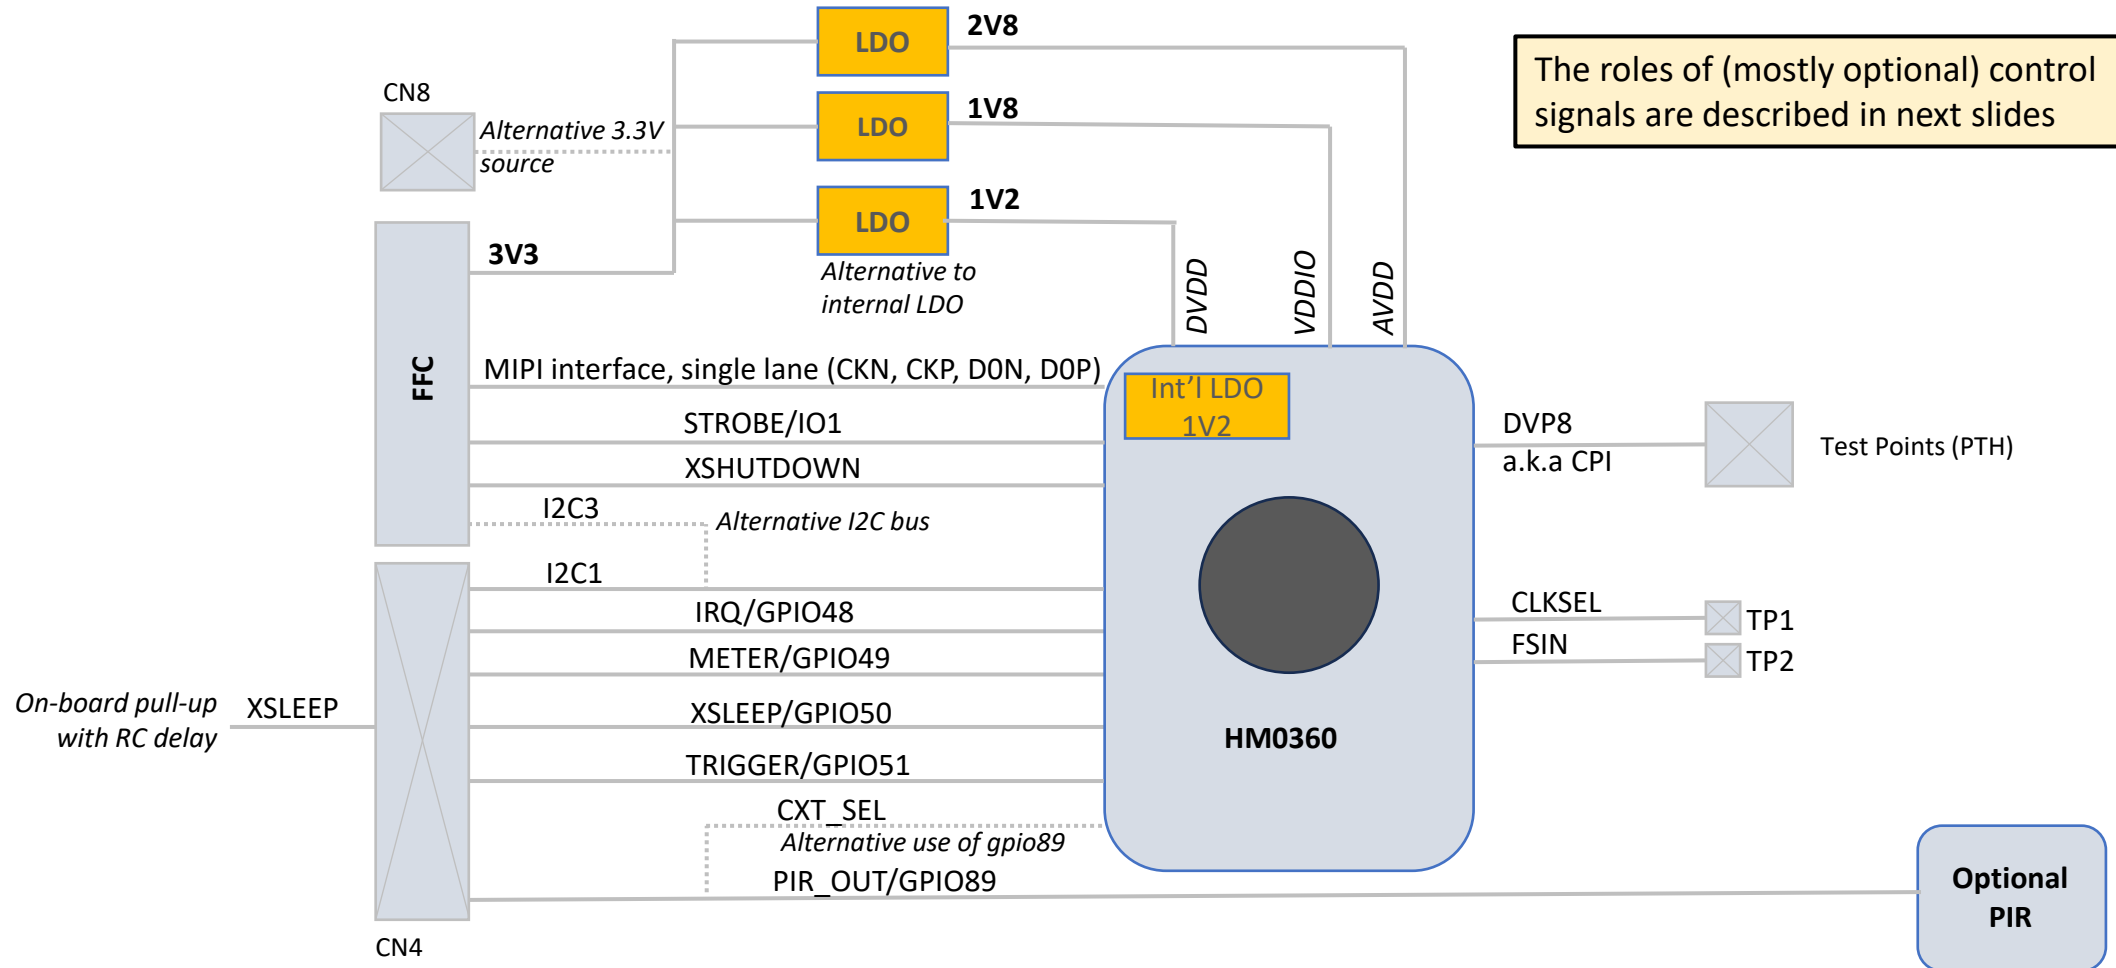 LDO
2V8
The roles of (mostly optional) control
signals are described in next slides
CN8
Alternative 3.3V
source
LDO
1V8
LDO
1V2
3V3
Alternative to
internal LDO
DVDD
VDDIO
AVDD
FFC
MIPI interface, single lane (CKN, CKP, D0N, D0P)
Int'l LDO
1V2
STROBE/IO1
XSHUTDOWN
I2C3
Alternative I2C bus
DVP8
a.k.a CPI
Test Points (PTH)
I2C1
IRQ/GPIO48
METER/GPIO49
CLKSEL
TP1
FSIN
TP2
On-board pull-up
with RC delay
XSLEEP
XSLEEP/GPIO50
HM0360
TRIGGER/GPIO51
CXT_SEL
Alternative use of gpio89
PIR_OUT/GPIO89
Optional
PIR
CN4